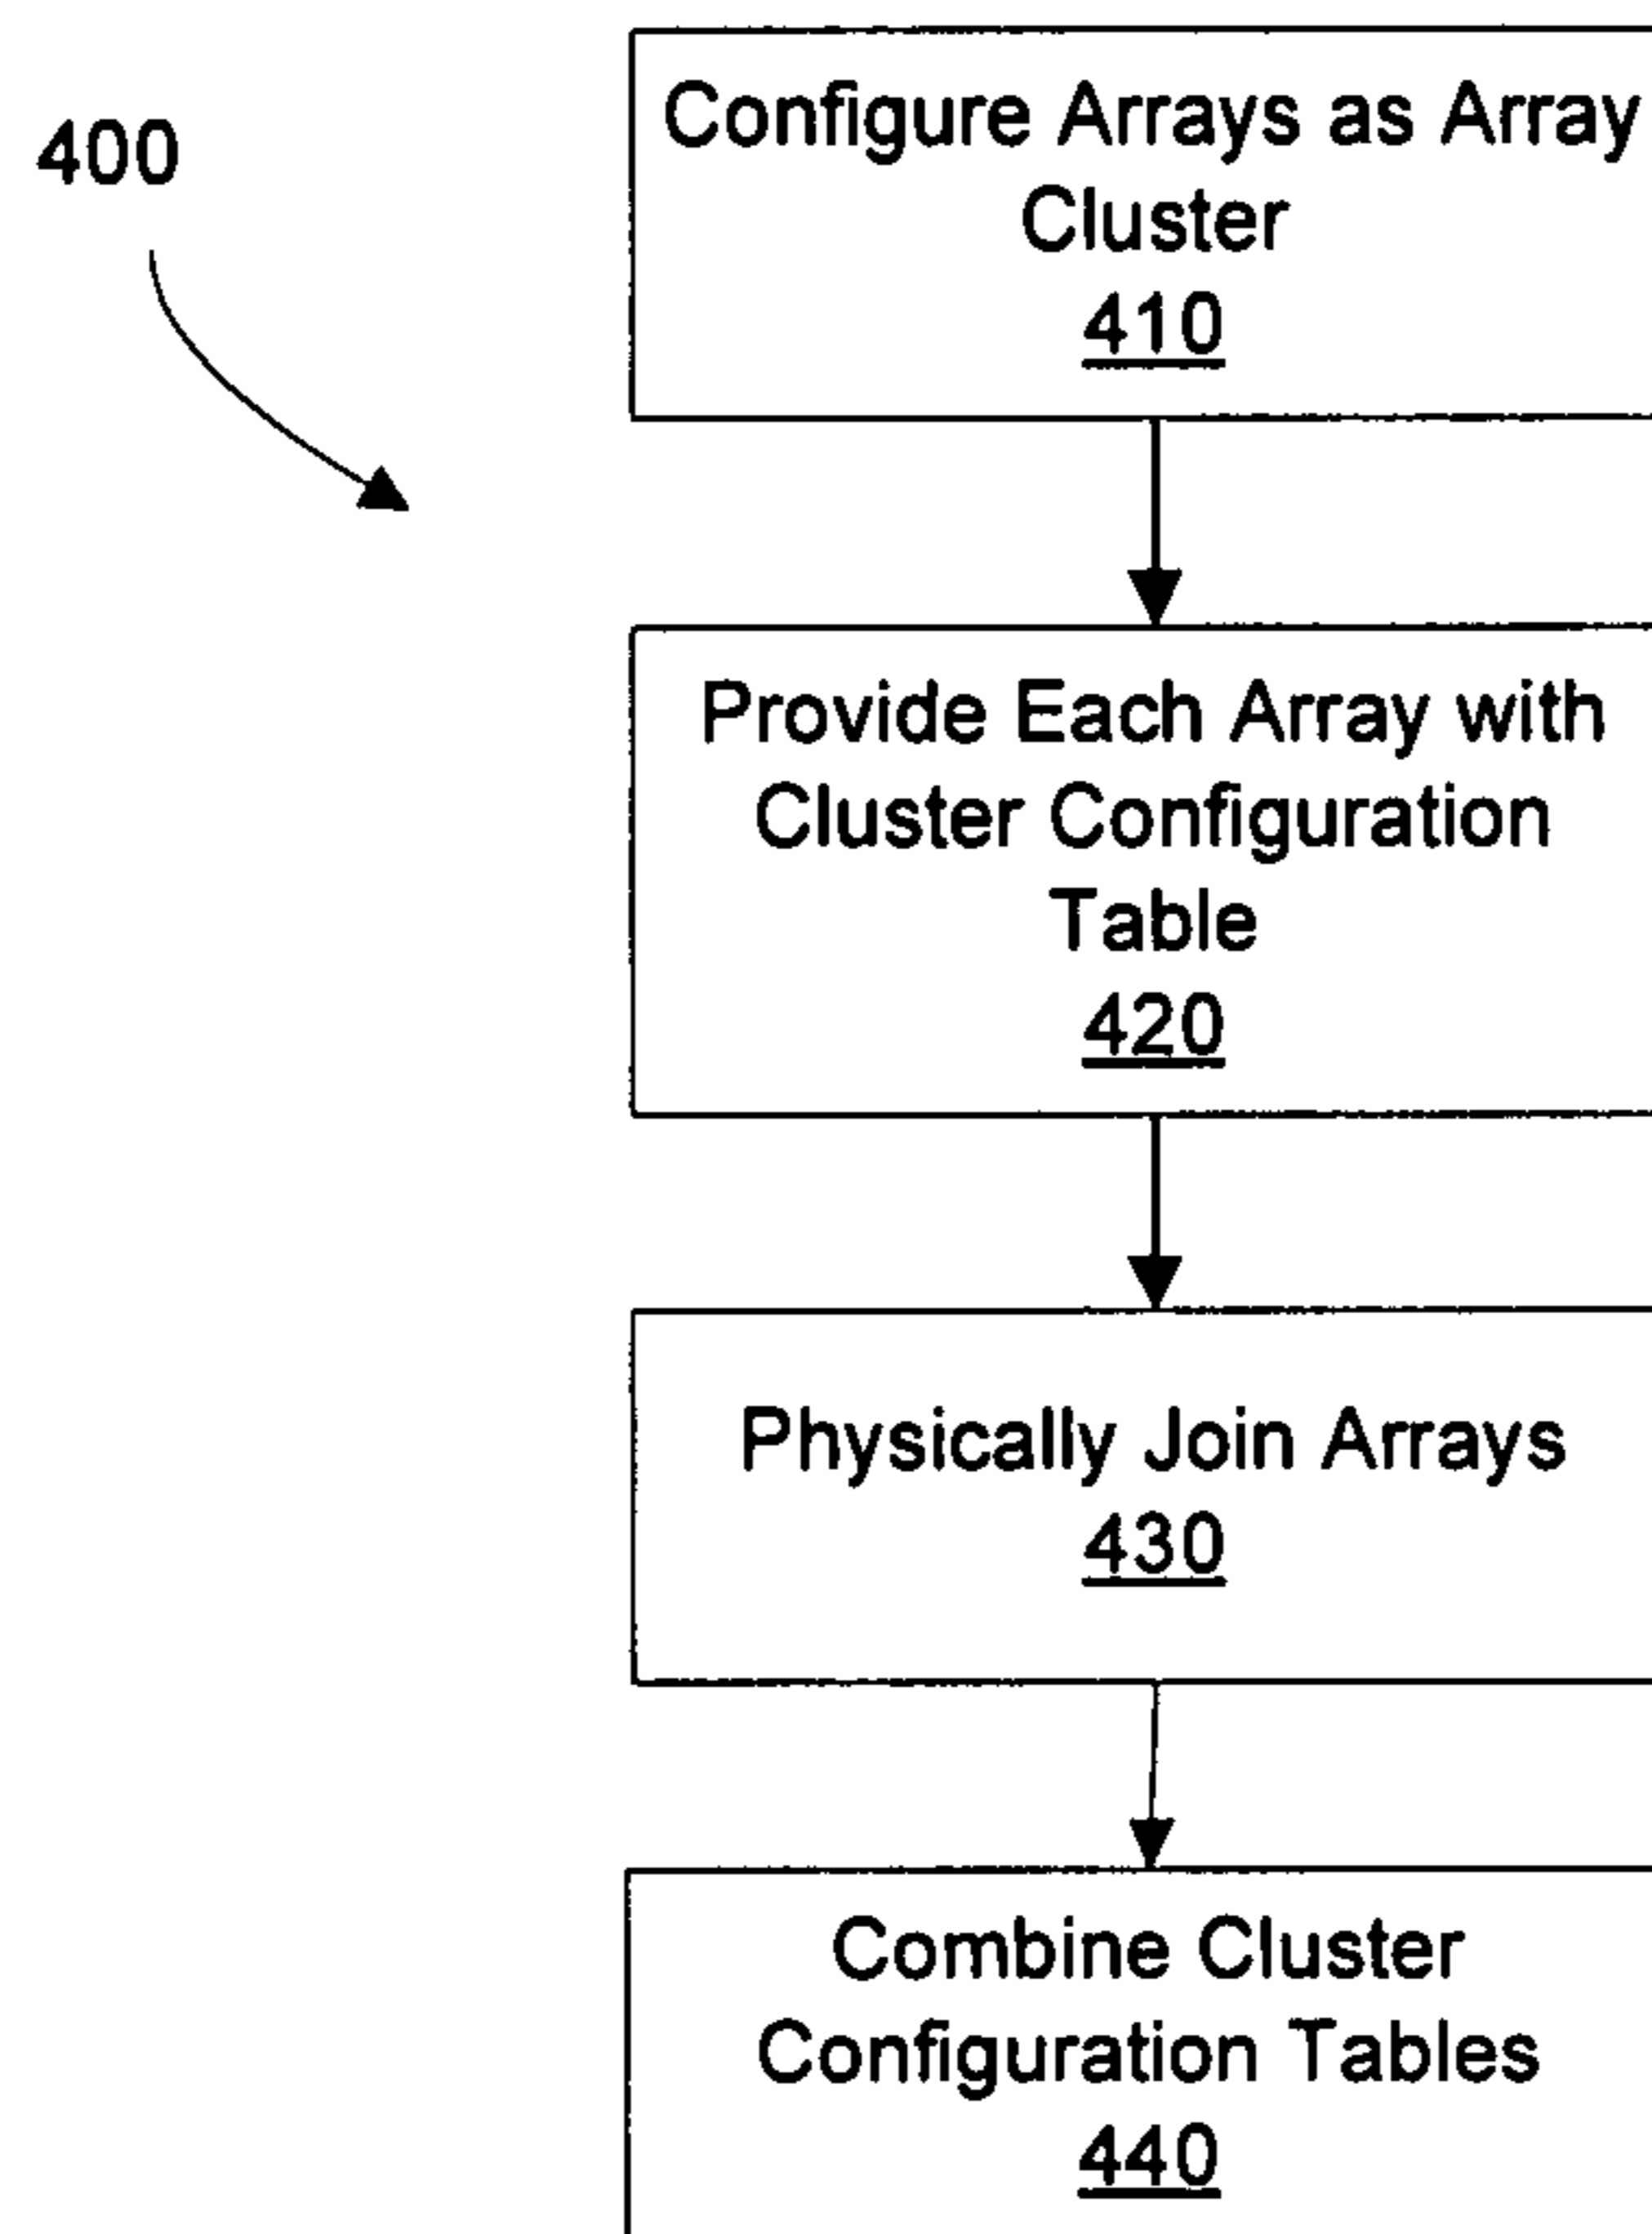 400
Configure Arrays as Array
Cluster
410
Provide Each Array with
Cluster Configuration
Table
420
Physically Join Arrays
430
Combine Cluster
Configuration Tables
440